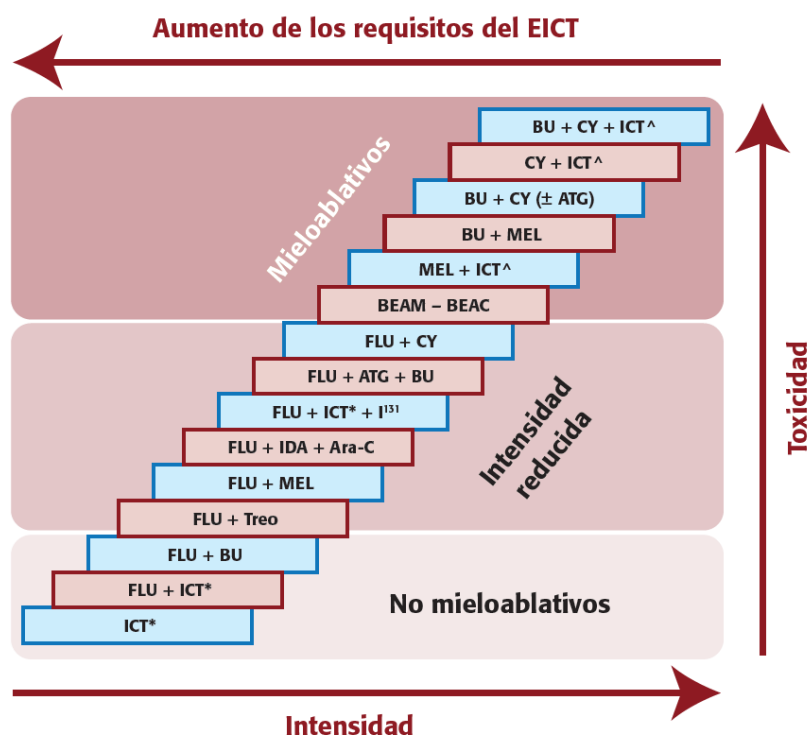 Aumento de los requisitos del EICT
Mieloablativos
BU + CY + ICT^
CY + ICT^
BU + CY (± ATG)
BU + MEL
MEL + ICT^
BEAM – BEAC
FLU + CY
FLU + ATG + BU
FLU + ICT* + I¹³¹
FLU + IDA + Ara-C
FLU + MEL
FLU + Treo
Intensidad
reducida
FLU + BU
FLU + ICT*
ICT*
No mieloablativos
Toxicidad
Intensidad